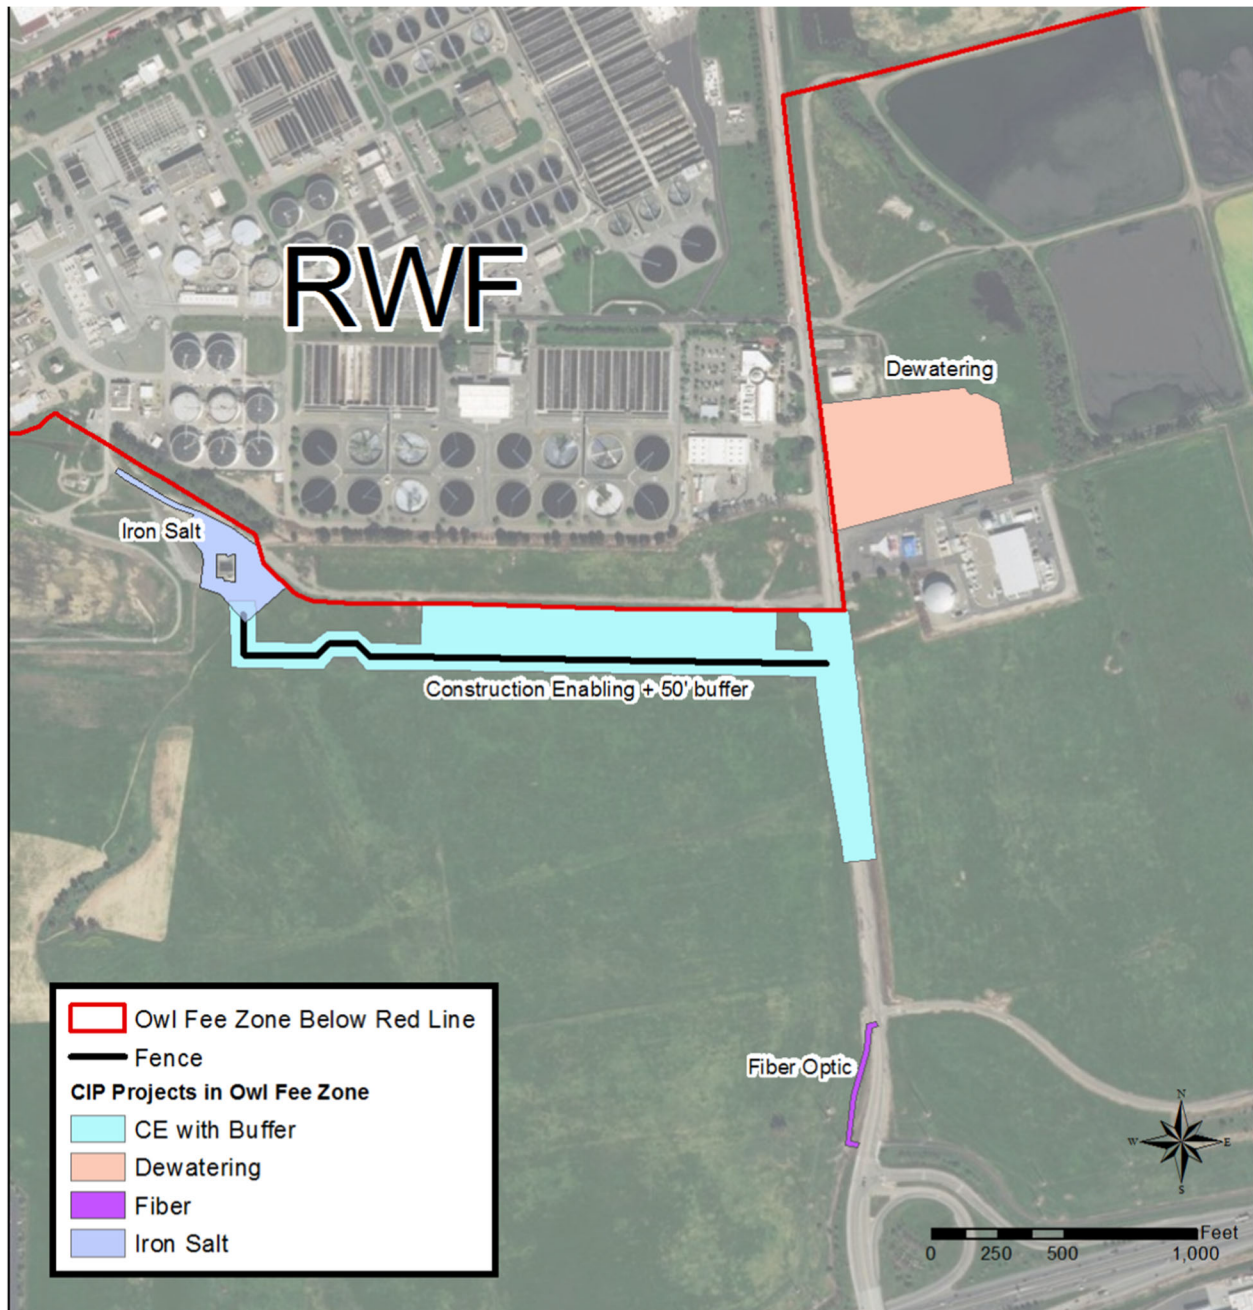 RWF
Dewatering
Iron Salt
Construction Enabling + 50' buffer
Fiber Optic
Owl Fee Zone Below Red Line
Fence
CIP Projects in Owl Fee Zone
CE with Buffer
Dewatering
Fiber
Iron Salt
N
W E
S
Feet
0 250 500 1,000